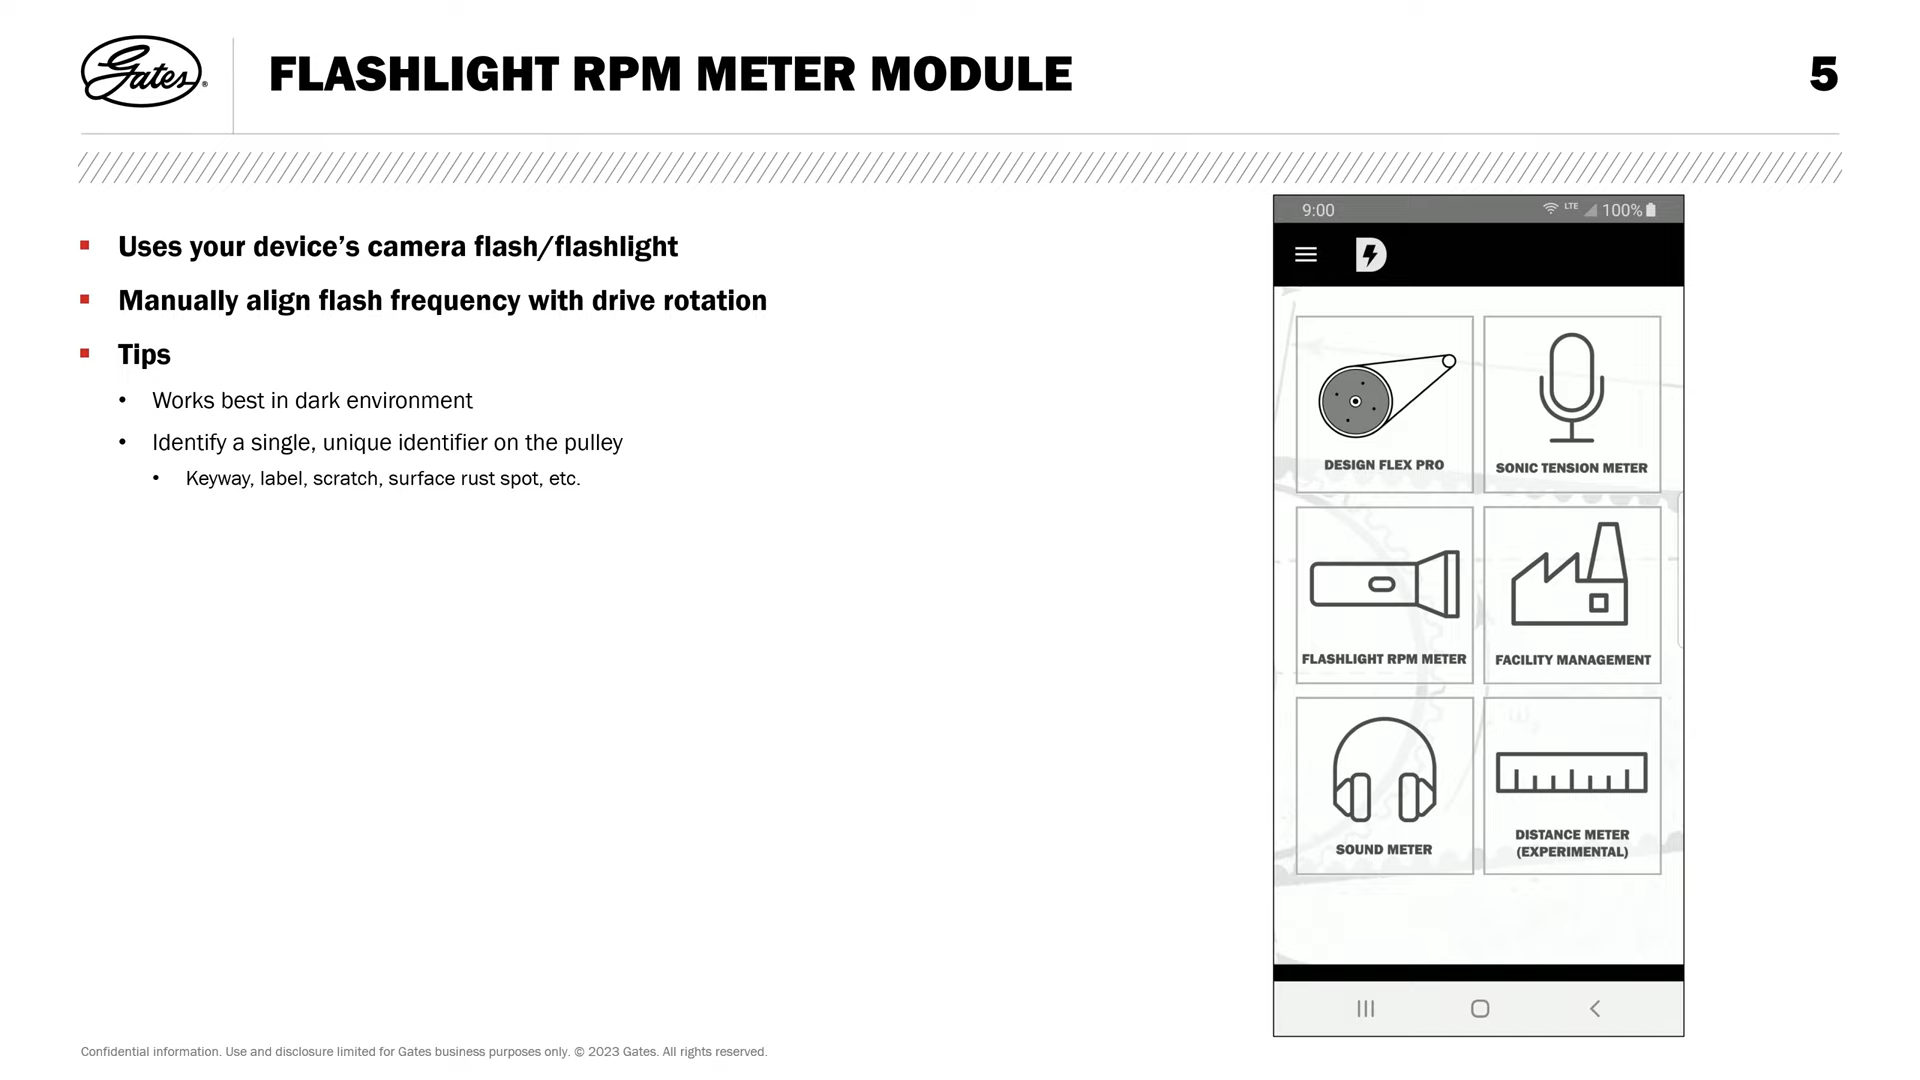 Gates®
FLASHLIGHT RPM METER MODULE
5
Uses your device’s camera flash/flashlight
Manually align flash frequency with drive rotation
Tips
Works best in dark environment
Identify a single, unique identifier on the pulley
Keyway, label, scratch, surface rust spot, etc.
9:00
LTE
100%
D
DESIGN FLEX PRO
SONIC TENSION METER
FLASHLIGHT RPM METER
FACILITY MANAGEMENT
SOUND METER
DISTANCE METER
(EXPERIMENTAL)
Confidential information. Use and disclosure limited for Gates business purposes only. © 2023 Gates. All rights reserved.